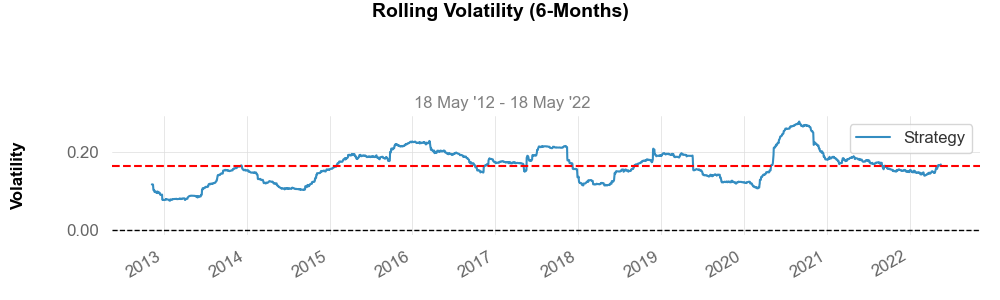 Rolling Volatility (6-Months)
18 May '12 - 18 May '22
Strategy
Volatility
0.20
0.00
2013 2014 2015 2016 2017 2018 2019 2020 2021 2022